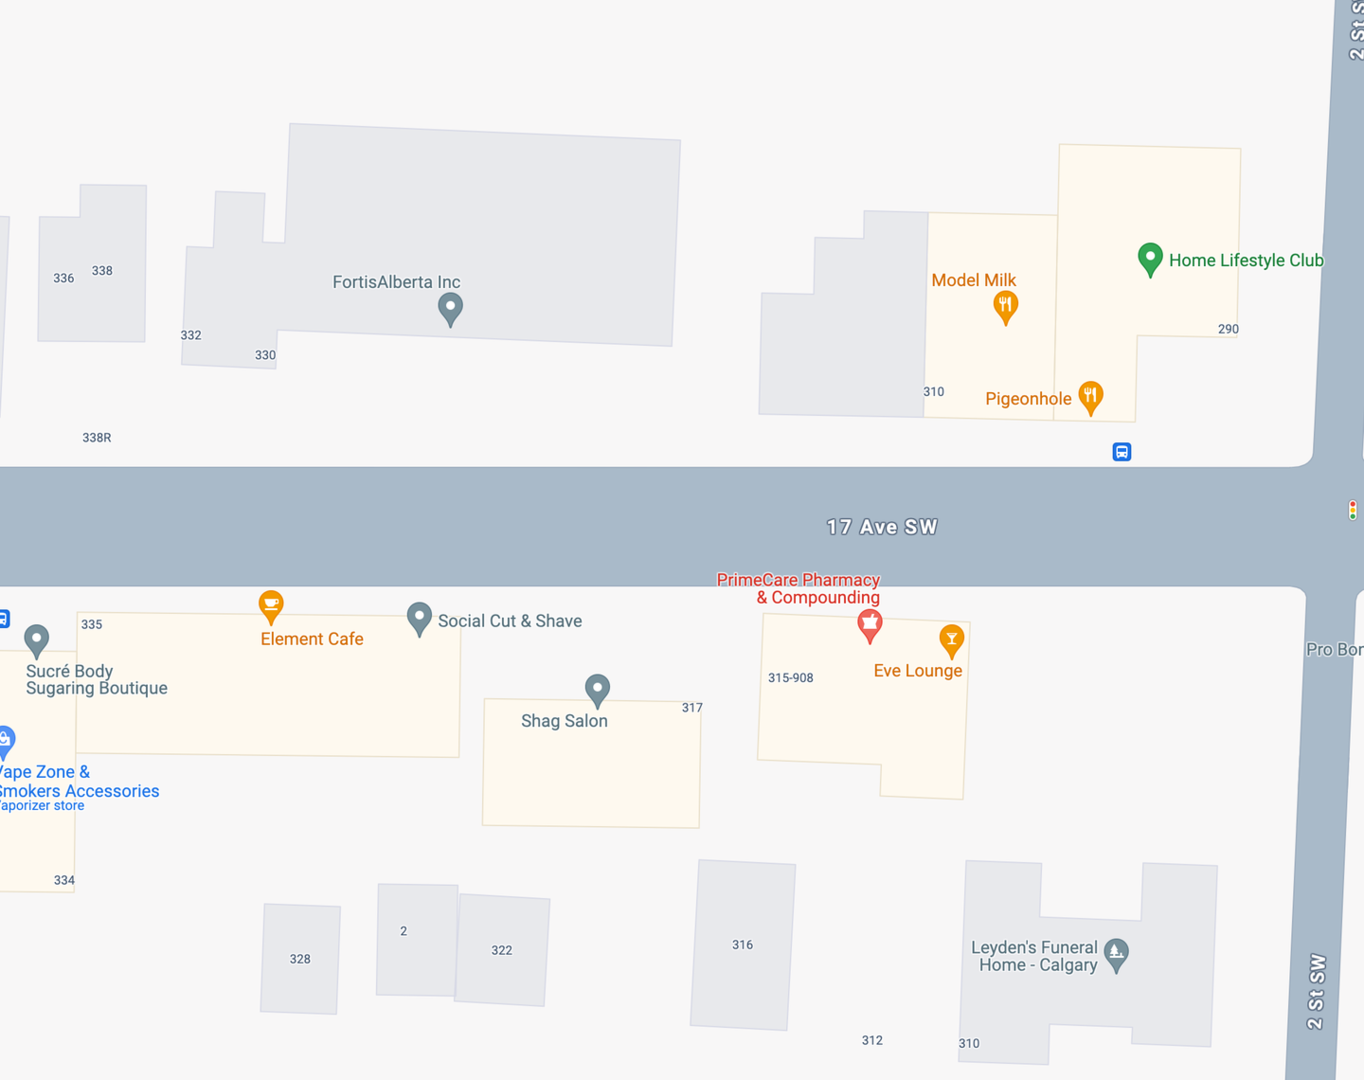 2 St S
FortisAlberta Inc
Model Milk
Home Lifestyle Club
336
338
332
330
290
310
Pigeonhole
338R
17 Ave SW
PrimeCare Pharmacy
& Compounding
335
Element Cafe
Social Cut & Shave
Sucré Body
Sugaring Boutique
Shag Salon
317
315-908
Eve Lounge
Pro Bon
Vape Zone &
Smokers Accessories
Vaporizer store
334
328
2
322
316
Leyden's Funeral
Home - Calgary
312
310
2 St SW